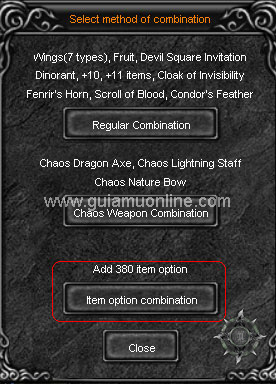 Select method of combination
Wings(7 types), Fruit, Devil Square Invitation
Dinorant, +10, +11 items, Cloak of Invisibility
Fenrir's Horn, Scroll of Blood, Condor's Feather
Regular Combination
Chaos Dragon Axe, Chaos Lightning Staff
Chaos Nature Bow
www.guiamuonline.com
Chaos Weapon Combination
Add 380 item option
Item option combination
Close